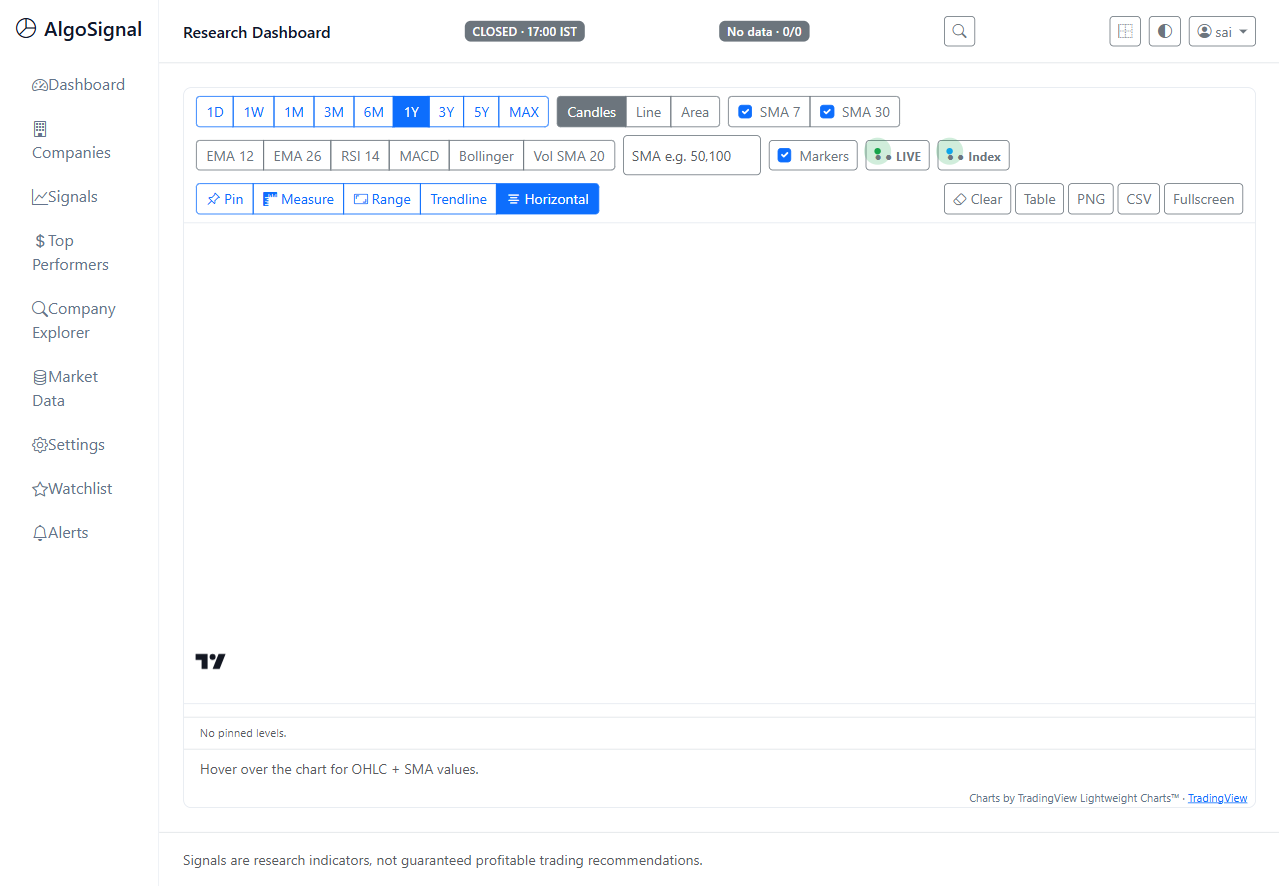 AlgoSignal
Research Dashboard
CLOSED · 17:00 IST
No data · 0/0
sai
Dashboard
Companies
Signals
Top
Performers
Company
Explorer
Market
Data
Settings
Watchlist
Alerts
1D 1W 1M 3M 6M 1Y 3Y 5Y MAX Candles Line Area SMA 7 SMA 30
EMA 12 EMA 26 RSI 14 MACD Bollinger Vol SMA 20 SMA e.g. 50,100 Markers LIVE Index
Pin Measure Range Trendline Horizontal Clear Table PNG CSV Fullscreen
No pinned levels.
Hover over the chart for OHLC + SMA values.
Charts by TradingView Lightweight Charts™ · TradingView
Signals are research indicators, not guaranteed profitable trading recommendations.